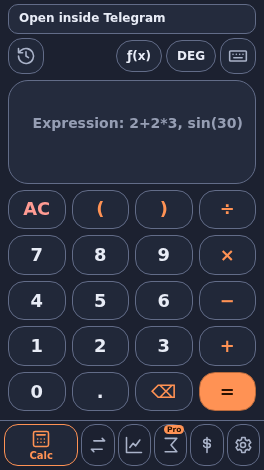 Open inside Telegram
ƒ(x) DEG
Expression: 2+2*3, sin(30)
AC ( ) ÷
7 8 9 ×
4 5 6 −
1 2 3 +
0 . ⌫ =
Pro
Calc Σ $